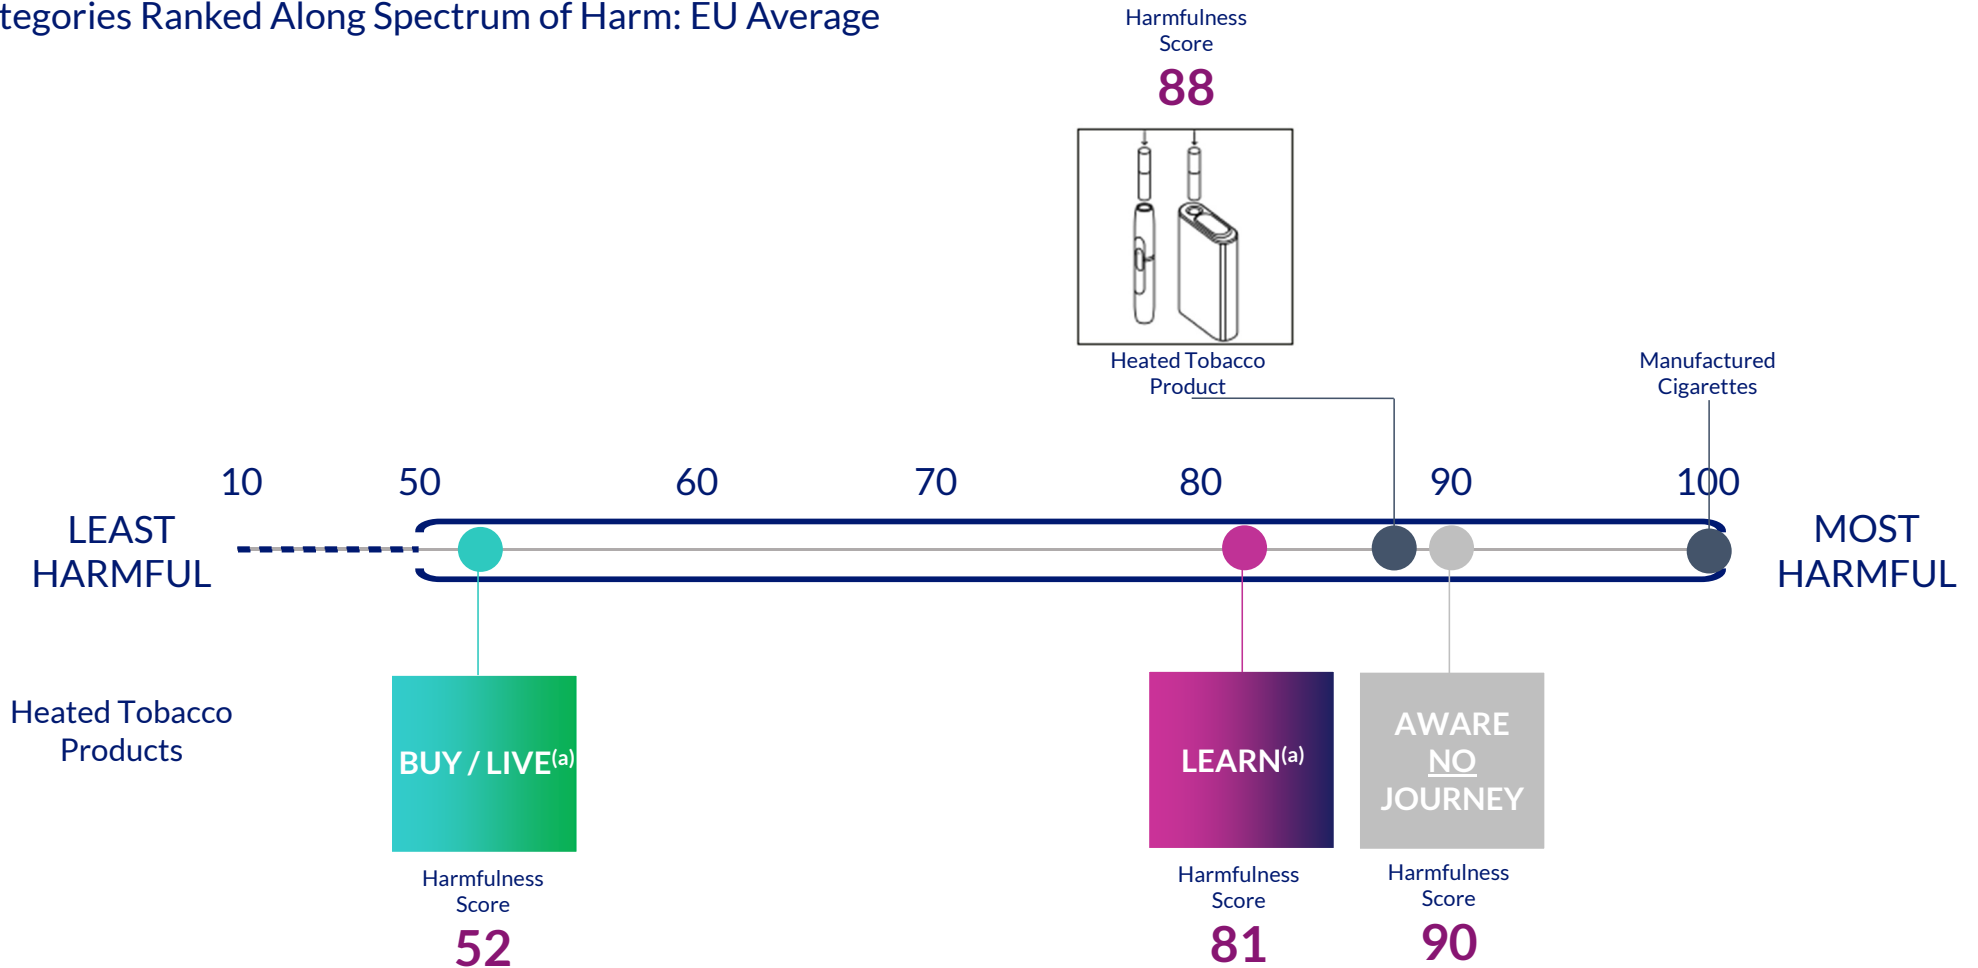 tegories Ranked Along Spectrum of Harm: EU Average
Harmfulness
Score
88
Heated Tobacco
Product
Manufactured
Cigarettes
10
50
60
70
80
90
100
LEAST
HARMFUL
MOST
HARMFUL
Heated Tobacco
Products
BUY / LIVE(a)
LEARN(a)
AWARE
NO
JOURNEY
Harmfulness
Score
52
Harmfulness
Score
81
Harmfulness
Score
90